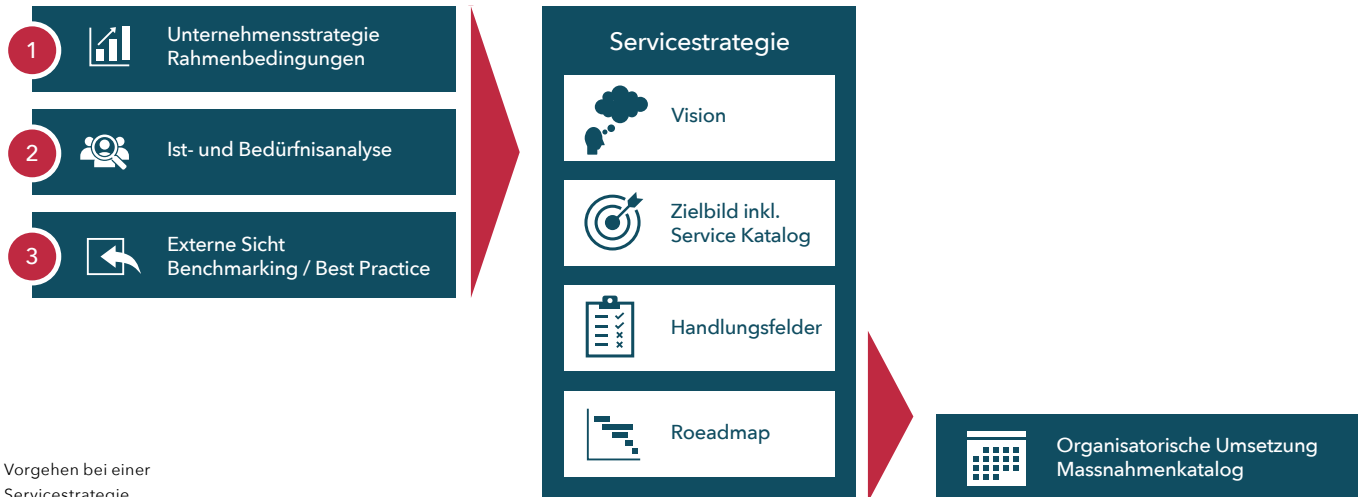 1
Unternehmensstrategie
Rahmenbedingungen
2
Ist- und Bedürfnisanalyse
3
Externe Sicht
Benchmarking / Best Practice
Servicestrategie
Vision
Zielbild inkl.
Service Katalog
Handlungsfelder
Roeadmap
Organisatorische Umsetzung
Massnahmenkatalog
Vorgehen bei einer
Servicestrategie